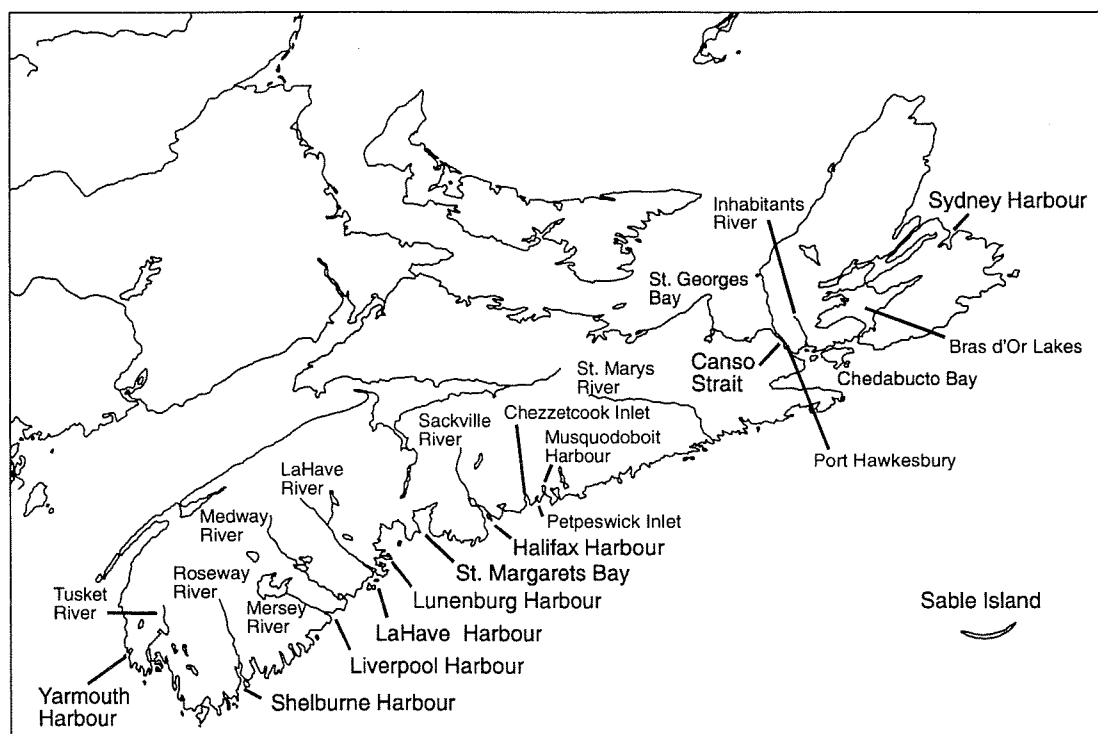 Inhabitants
River
Sydney Harbour
St. Georges
Bay
Bras d'Or Lakes
Canso
Strait
Chedabucto Bay
St. Marys
River
Sackville
River
Chezzetcook Inlet
Musquodoboit
Harbour
Port Hawkesbury
LaHave
River
Petpeswick Inlet
Medway
River
Halifax Harbour
St. Margarets Bay
Roseway
River
Tusket
River
Mersey
River
Lunenburg Harbour
Sable Island
LaHave Harbour
Liverpool Harbour
Yarmouth
Harbour
Shelburne Harbour